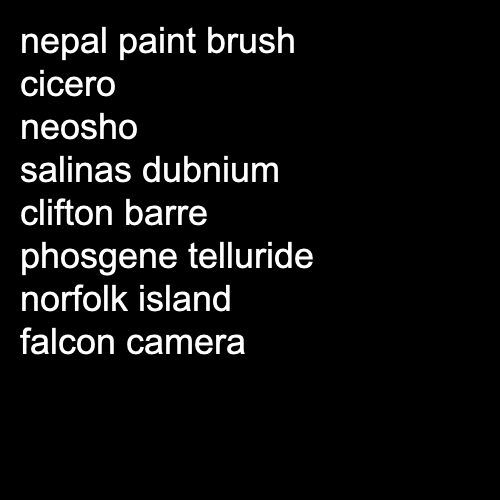 nepal paint brush
cicero
neosho
salinas dubnium
clifton barre
phosgene telluride
norfolk island
falcon camera